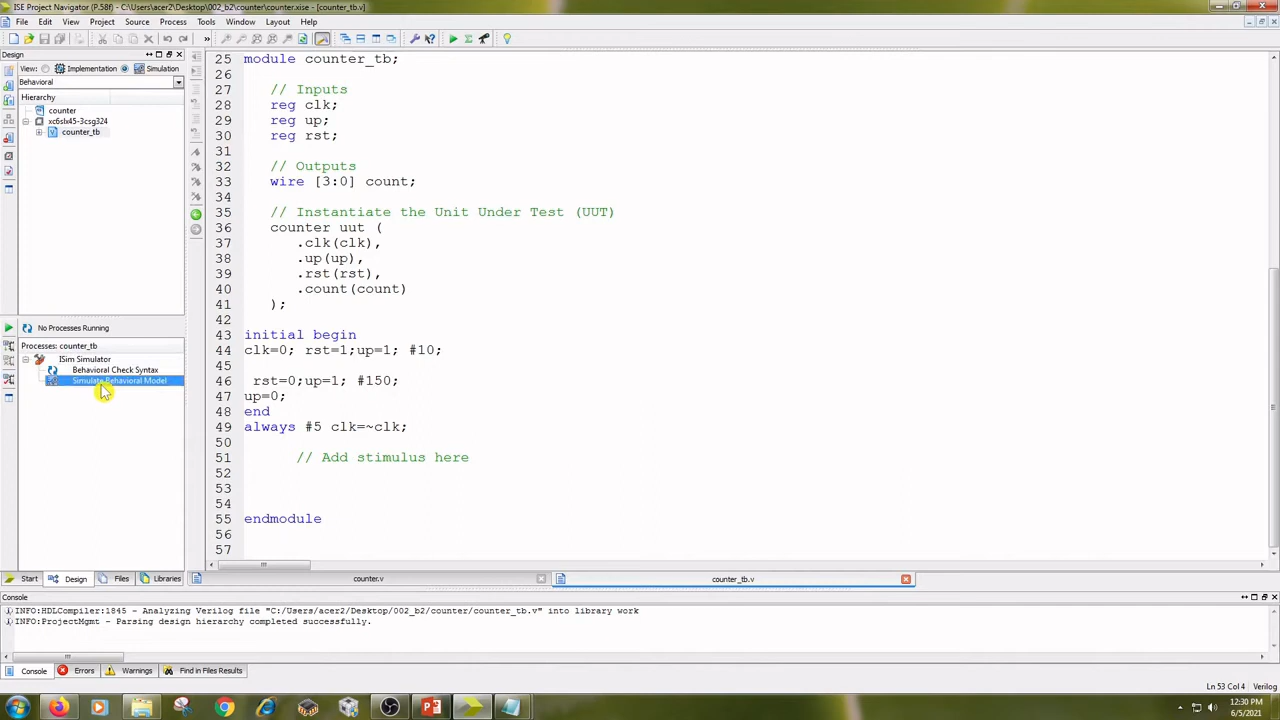 ISE Project Navigator (P.58f) - C:\Users\acer2\Desktop\002_b2\counter\counter.xise - [counter_tb.v]
File Edit View Project Source Process Tools Window Layout Help
Design
View: Implementation Simulation
Behavioral
Hierarchy
counter
xc6slx45-3csg324
counter_tb
No Processes Running
Processes: counter_tb
ISim Simulator
Behavioral Check Syntax
Simulate Behavioral Model
25 module counter_tb;
26
27 // Inputs
28 reg clk;
29 reg up;
30 reg rst;
31
32 // Outputs
33 wire [3:0] count;
34
35 // Instantiate the Unit Under Test (UUT)
36 counter uut (
37 .clk(clk),
38 .up(up),
39 .rst(rst),
40 .count(count)
41 );
42
43 initial begin
44 clk=0; rst=1;up=1; #10;
45
46 rst=0;up=1; #150;
47 up=0;
48 end
49 always #5 clk=~clk;
50
51 // Add stimulus here
52
53
54
55 endmodule
56
57
Start Design Files Libraries
counter.v
counter_tb.v
Console
INFO:HDLCompiler:1845 - Analyzing Verilog file "C:/Users/acer2/Desktop/002_b2/counter/counter_tb.v" into library work
INFO:ProjectMgmt - Parsing design hierarchy completed successfully.
Console Errors Warnings Find in Files Results
Ln 53 Col 4 Verilog
12:30 PM
6/5/2021